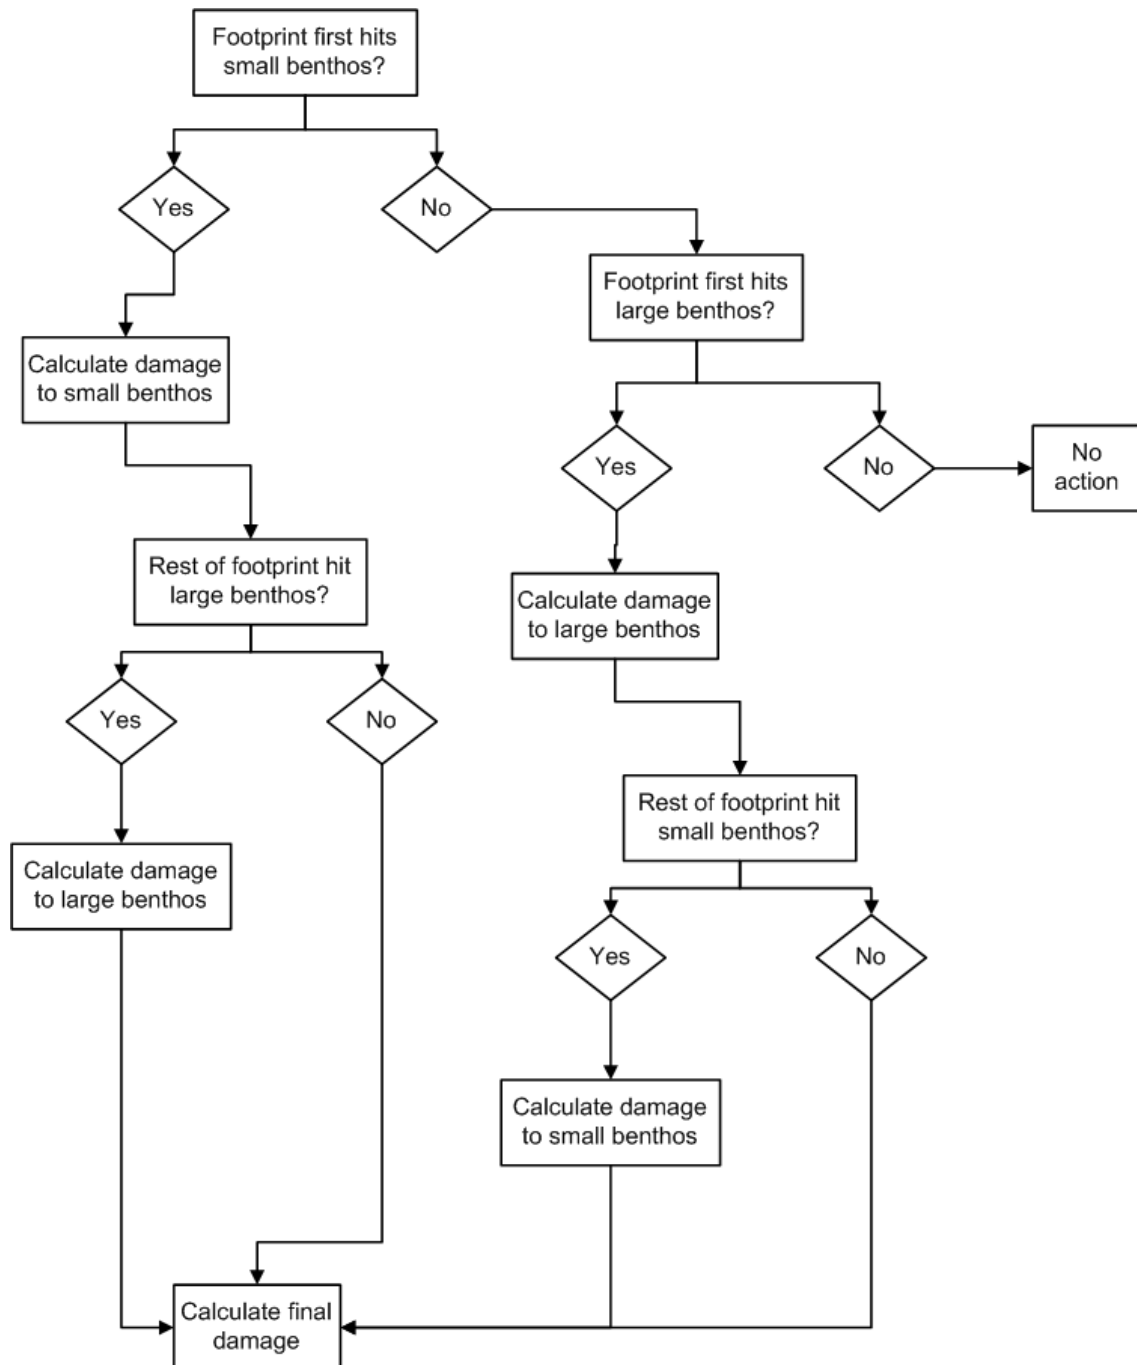 Footprint first hits
small benthos?
Yes
No
Footprint first hits
large benthos?
Calculate damage
to small benthos
Yes
No
No
action
Rest of footprint hit
large benthos?
Calculate damage
to large benthos
Yes
No
Rest of footprint hit
small benthos?
Calculate damage
to large benthos
Yes
No
Calculate damage
to small benthos
Calculate final
damage